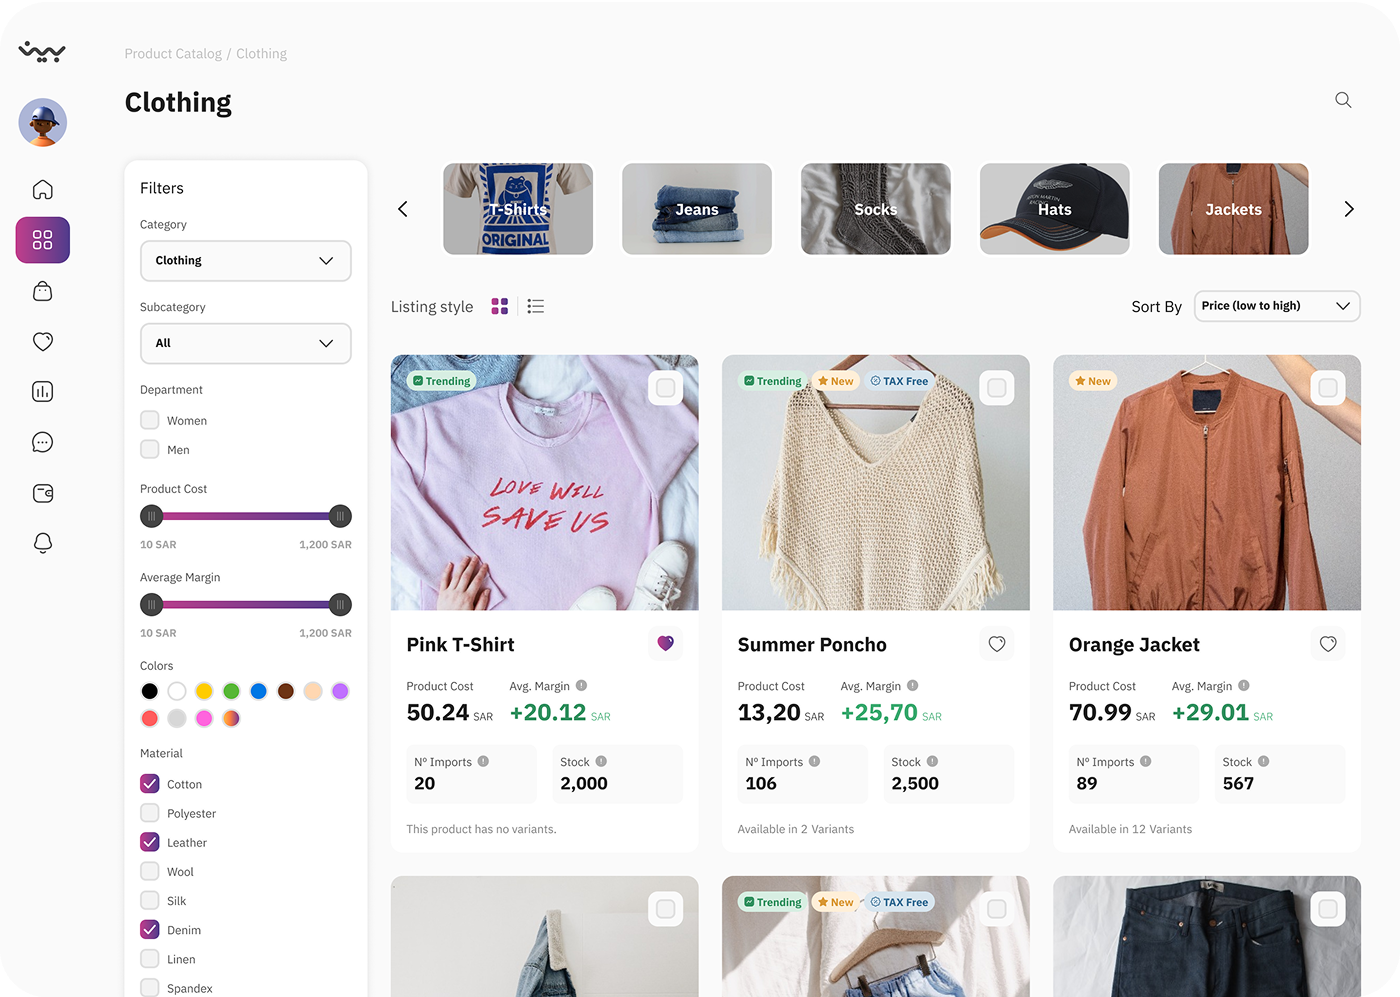 Product Catalog / Clothing
Clothing
Filters
Category
Clothing
Subcategory
All
Department
Women
Men
Product Cost
10 SAR 1,200 SAR
Average Margin
10 SAR 1,200 SAR
Colors
Material
Cotton
Polyester
Leather
Wool
Silk
Denim
Linen
Spandex
T-Shirts
ORIGINAL
Jeans
Socks
Hats
Jackets
Listing style
Sort By Price (low to high)
Trending
LOVE WILL
SAVE US
Pink T-Shirt
Product Cost Avg. Margin
50.24 SAR +20.12 SAR
Nº Imports Stock
20 2,000
This product has no variants.
Trending New TAX Free
Summer Poncho
Product Cost Avg. Margin
13,20 SAR +25,70 SAR
Nº Imports Stock
106 2,500
Available in 2 Variants
New
Orange Jacket
Product Cost Avg. Margin
70.99 SAR +29.01 SAR
Nº Imports Stock
89 567
Available in 12 Variants
Trending New TAX Free